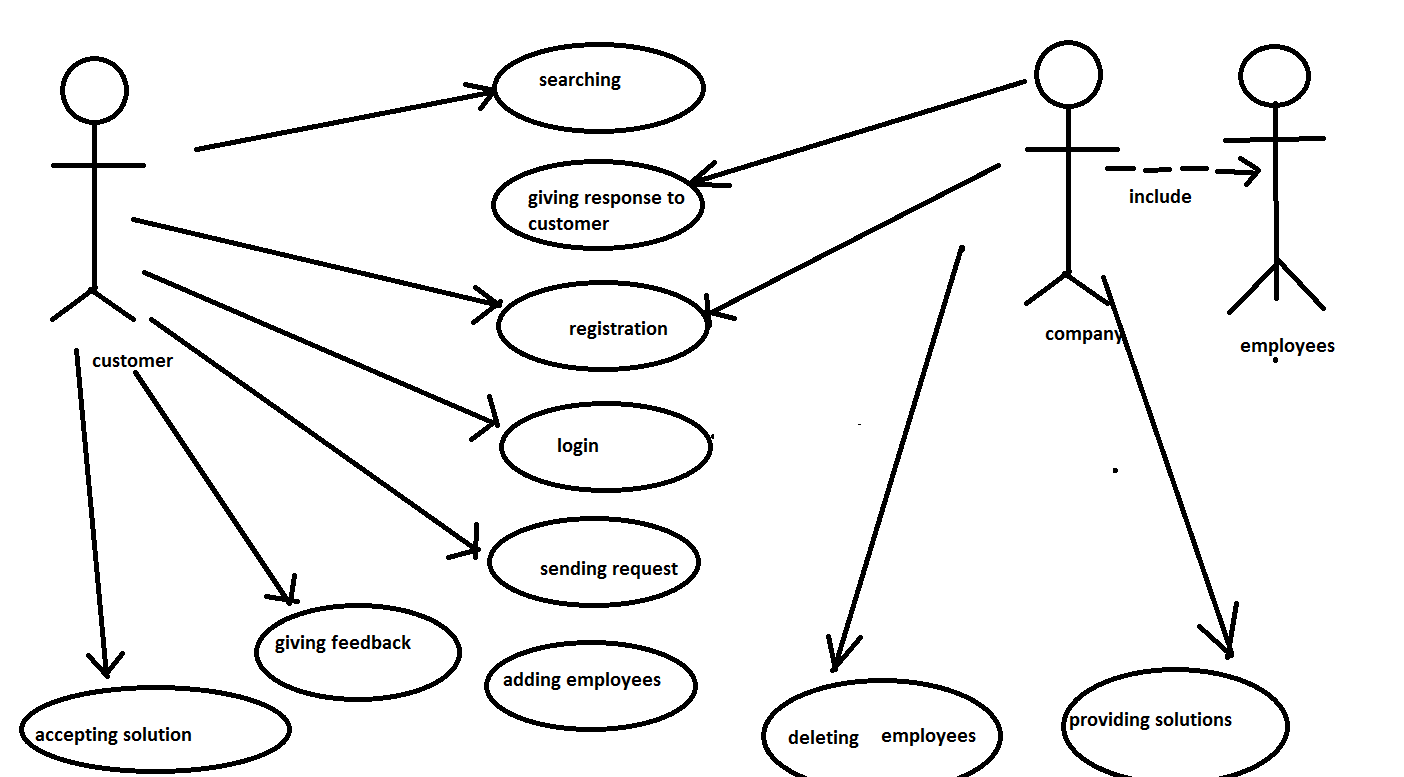 searching
giving response to
customer
include
registration
company
employees
customer
login
sending request
giving feedback
adding employees
accepting solution
deleting employees
providing solutions